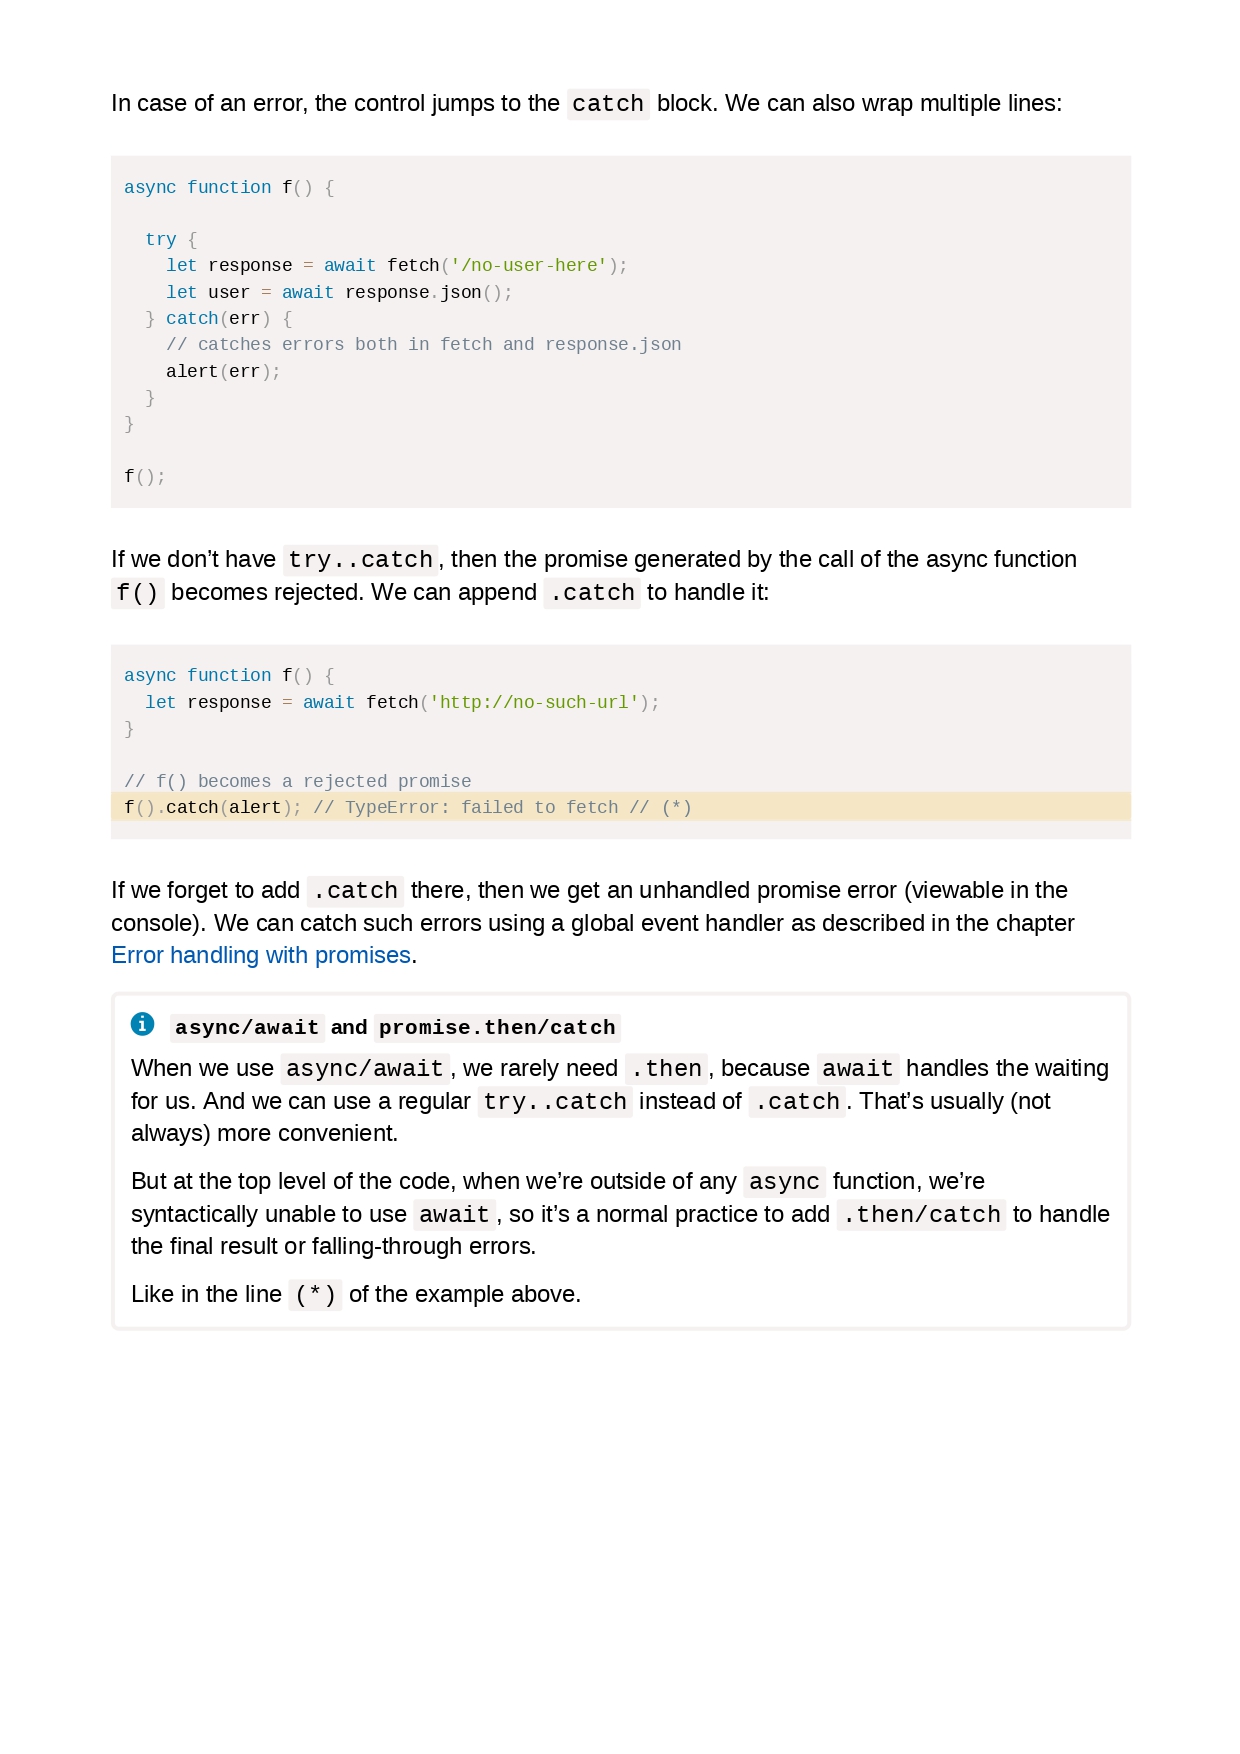 In case of an error, the control jumps to the catch block. We can also wrap multiple lines:
async function f() {
  try {
    let response = await fetch('/no-user-here');
    let user = await response.json();
  } catch(err) {
    // catches errors both in fetch and response.json
    alert(err);
  }
}
f();
If we don’t have try..catch, then the promise generated by the call of the async function
f() becomes rejected. We can append .catch to handle it:
async function f() {
  let response = await fetch('http://no-such-url');
}
// f() becomes a rejected promise
f().catch(alert); // TypeError: failed to fetch // (*)
If we forget to add .catch there, then we get an unhandled promise error (viewable in the
console). We can catch such errors using a global event handler as described in the chapter
Error handling with promises.
async/await and promise.then/catch
When we use async/await, we rarely need .then, because await handles the waiting
for us. And we can use a regular try..catch instead of .catch. That’s usually (not
always) more convenient.
But at the top level of the code, when we’re outside of any async function, we’re
syntactically unable to use await, so it’s a normal practice to add .then/catch to handle
the final result or falling-through errors.
Like in the line (*) of the example above.